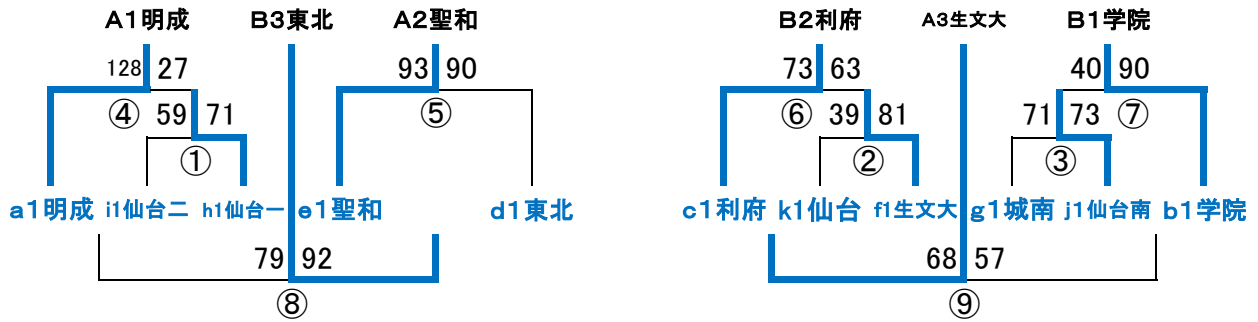 A1明成 B3東北 A2聖和 B2利府 A3生文大 B1学院
128 27 93 90 73 63 40 90
④ 59 71 ⑤ ⑥ 39 81 71 73 ⑦
① ② ③
a1明成 i1仙台二 h1仙台一 e1聖和 d1東北 c1利府 k1仙台 f1生文大 g1城南 j1仙台南 b1学院
79 92 68 57
⑧ ⑨